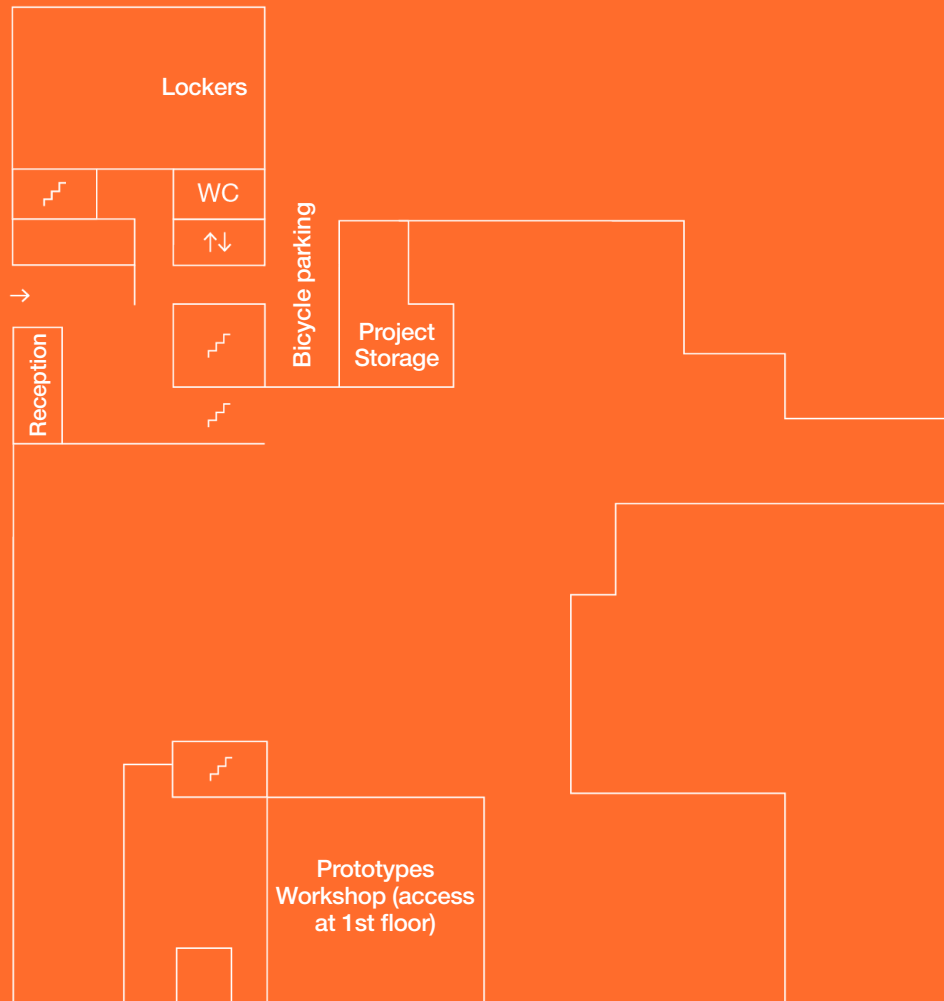 Lockers
WC
Bicycle parking
Project
Storage
Reception
Prototypes
Workshop (access
at 1st floor)